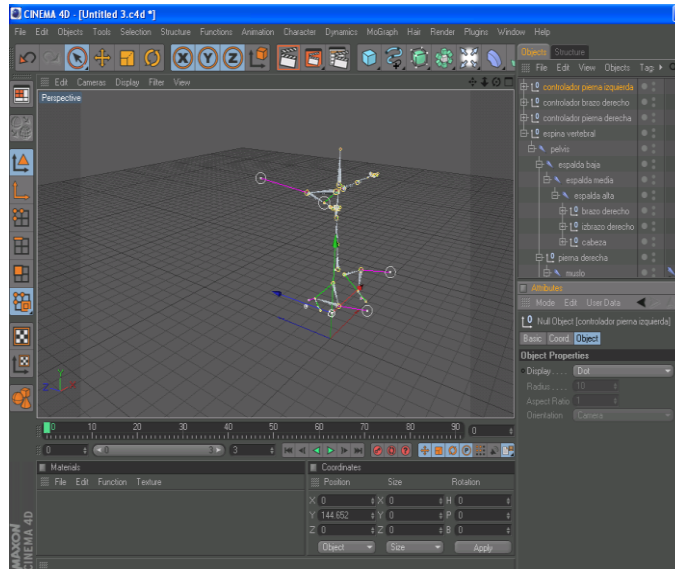 CINEMA 4D - [Untitled 3.c4d *]
File Edit Objects Tools Selection Structure Functions Animation Character Dynamics MoGraph Hair Render Plugins Window Help
Objects Structure
File Edit View Objects Tag
Edit Cameras Display Filter View
Perspective
controlador pierna izquierda
controlador brazo derecho
controlador pierna derecha
espina vertebral
pelvis
espalda baja
espalda media
espalda alta
brazo derecho
izbrazo derecho
cabeza
pierna derecha
muslo
Attributes
Mode Edit User Data
Null Object [controlador pierna izquierda]
Basic Coord. Object
Object Properties
Display . . . . Dot
Radius . . . . 10
Aspect Ratio 1
Orientation Camera
Y
Z X
0 10 20 30 40 50 60 70 80 90 0
0 0 3 3
Materials
File Edit Function Texture
Coordinates
Position Size Rotation
X 0 X 0 H 0
Y 144.652 Y 0 P 0
Z 0 Z 0 B 0
Object Size Apply
MAXON
CINEMA 4D